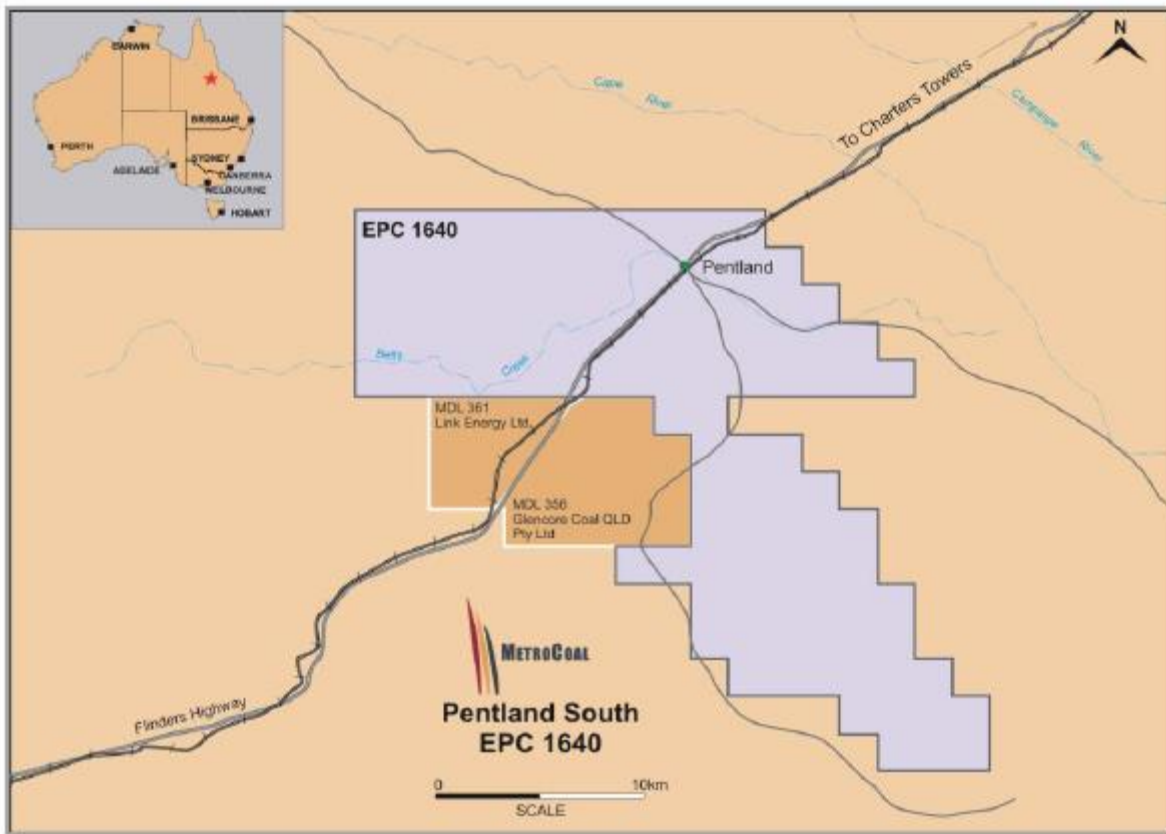 DARWIN
BRISBANE
PERTH
ADELAIDE
SYDNEY
CANBERRA
MELBOURNE
HOBART
N
Cape River
Campaspe River
To Charters Towers
EPC 1640
Pentland
Betts Creek
MDL 361
Link Energy Ltd.
MDL 356
Glencore Coal QLD
Pty Ltd
METROCOAL
Flinders Highway
Pentland South
EPC 1640
0 10km
SCALE